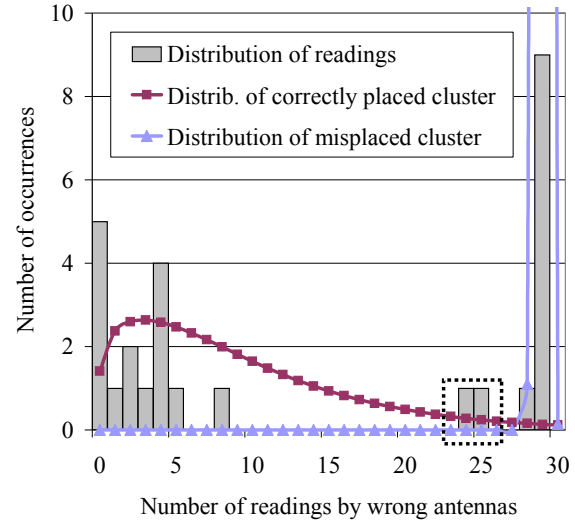 10
8
6
4
2
0
Number of occurrences
Distribution of readings
Distrib. of correctly placed cluster
Distribution of misplaced cluster
0 5 10 15 20 25 30
Number of readings by wrong antennas